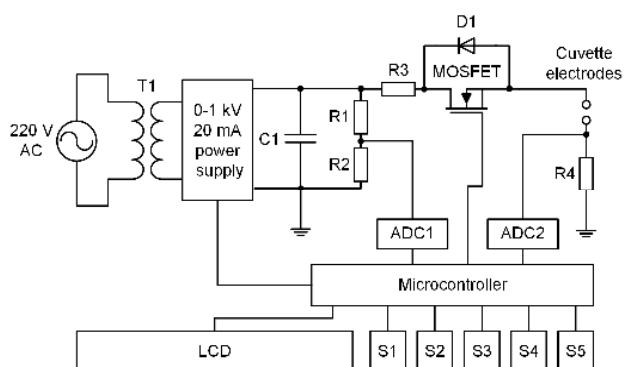 D1
MOSFET
Cuvette
electrodes
T1
R3
220 V
AC
0-1 kV
20 mA
power
supply
C1
R1
R2
R4
ADC1
ADC2
Microcontroller
LCD
S1
S2
S3
S4
S5